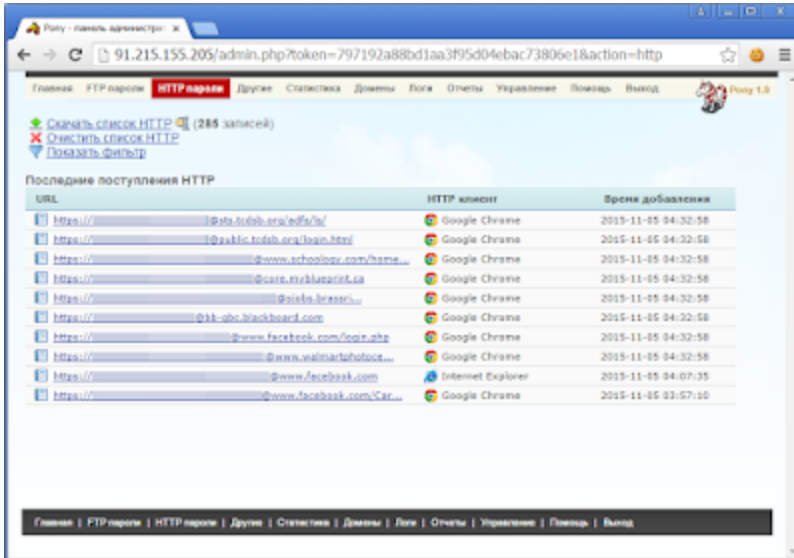 Pony - панель администрат
91.215.155.205/admin.php?token=797192a88bd1aa3f95d04ebac73806e1&action=http
Главная FTP пароли HTTP пароли Другие Статистика Домены Логи Отчеты Управление Помощь Выход Pony 1.9
Скачать список HTTP (285 записей)
Очистить список HTTP
Показать фильтр
Последние поступления HTTP
URL HTTP клиент Время добавления
https:// @sts.tcdsb.org/adfs/ls/ Google Chrome 2015-11-05 04:32:58
https:// @public.tcdsb.org/login.html Google Chrome 2015-11-05 04:32:58
https:// @www.schoology.com/home... Google Chrome 2015-11-05 04:32:58
https:// @core.myblueprint.ca Google Chrome 2015-11-05 04:32:58
https:// Google Chrome 2015-11-05 04:32:58
https:// @bb-gbc.blackboard.com Google Chrome 2015-11-05 04:32:58
https:// @www.facebook.com/login.php Google Chrome 2015-11-05 04:32:58
https:// @www.walmartphotoce... Google Chrome 2015-11-05 04:32:58
https:// @www.facebook.com Internet Explorer 2015-11-05 04:07:35
https:// @www.facebook.com/Car... Google Chrome 2015-11-05 03:57:10
Главная | FTP пароли | HTTP пароли | Другие | Статистика | Домены | Логи | Отчеты | Управление | Помощь | Выход